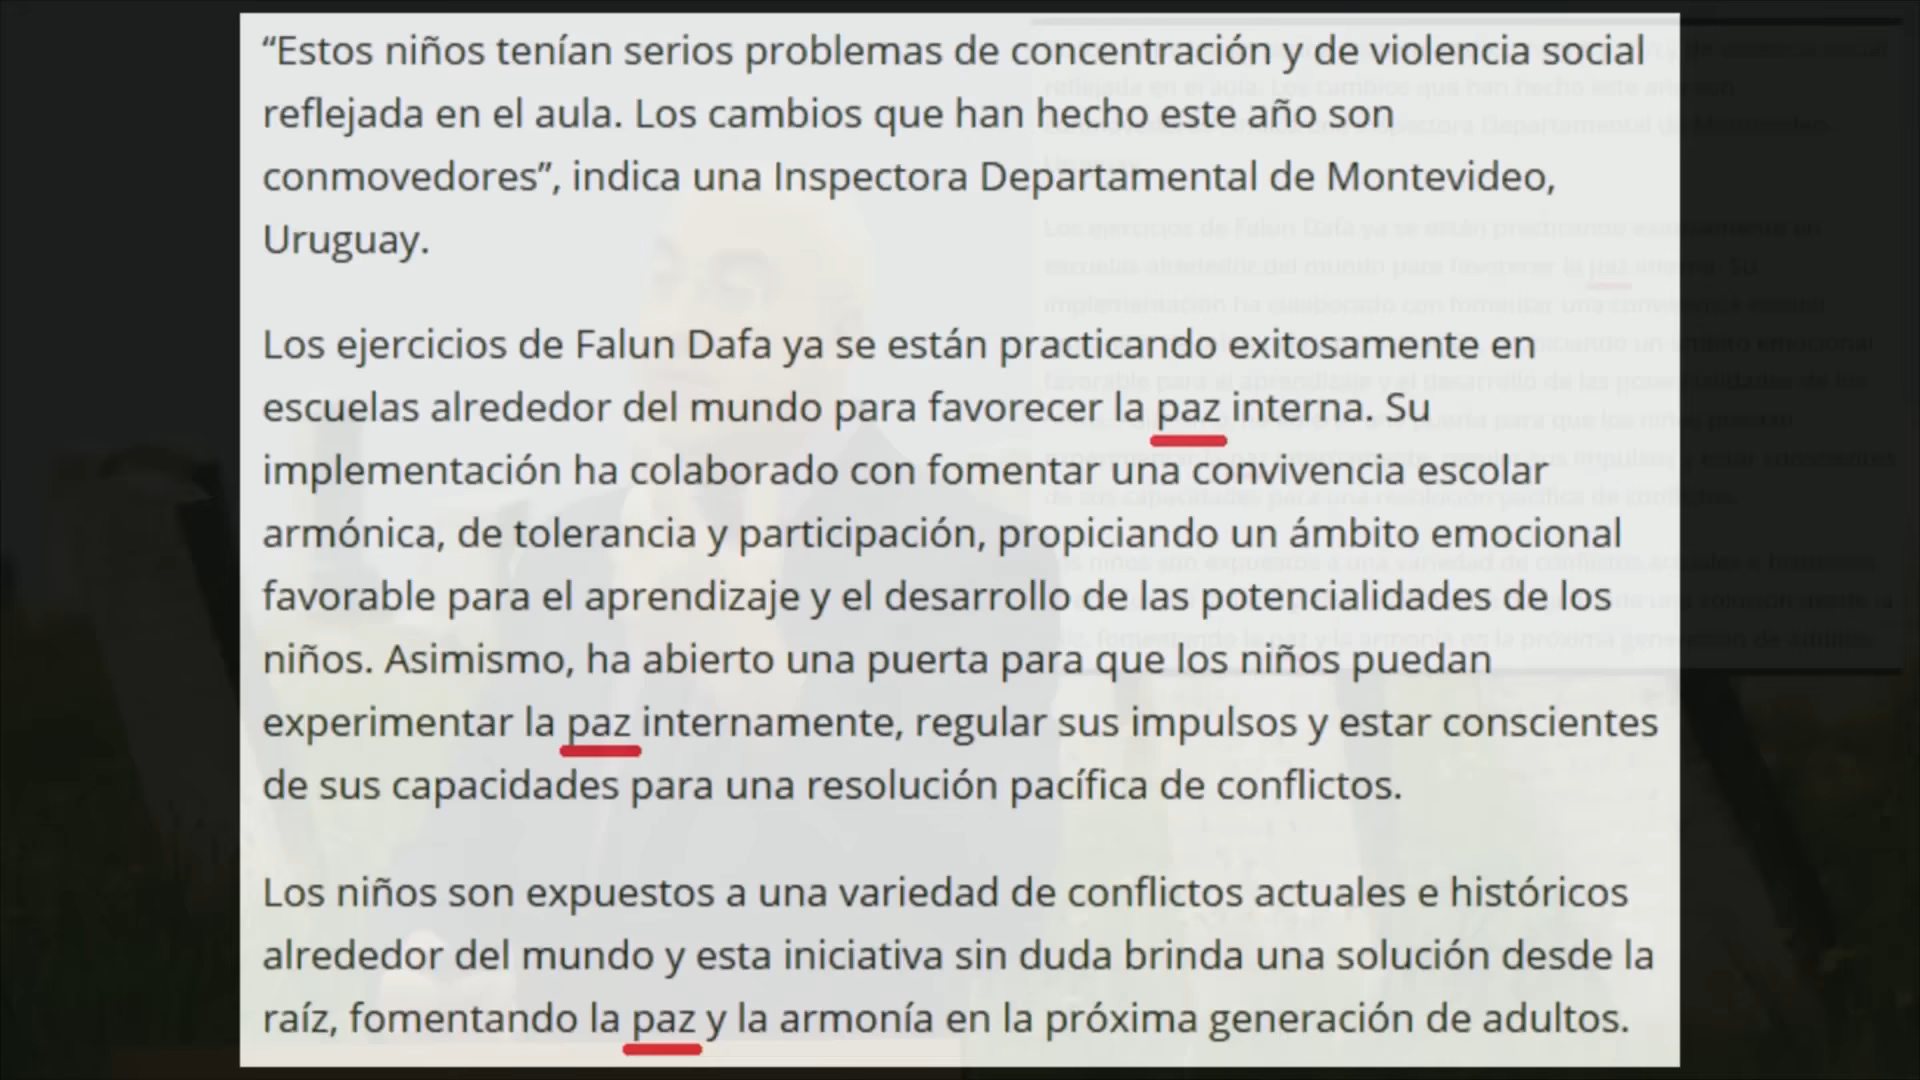 “Estos niños tenían serios problemas de concentración y de violencia social
reflejada en el aula. Los cambios que han hecho este año son
conmovedores”, indica una Inspectora Departamental de Montevideo,
Uruguay.
Los ejercicios de Falun Dafa ya se están practicando exitosamente en
escuelas alrededor del mundo para favorecer la paz interna. Su
implementación ha colaborado con fomentar una convivencia escolar
armónica, de tolerancia y participación, propiciando un ámbito emocional
favorable para el aprendizaje y el desarrollo de las potencialidades de los
niños. Asimismo, ha abierto una puerta para que los niños puedan
experimentar la paz internamente, regular sus impulsos y estar conscientes
de sus capacidades para una resolución pacífica de conflictos.
Los niños son expuestos a una variedad de conflictos actuales e históricos
alrededor del mundo y esta iniciativa sin duda brinda una solución desde la
raíz, fomentando la paz y la armonía en la próxima generación de adultos.